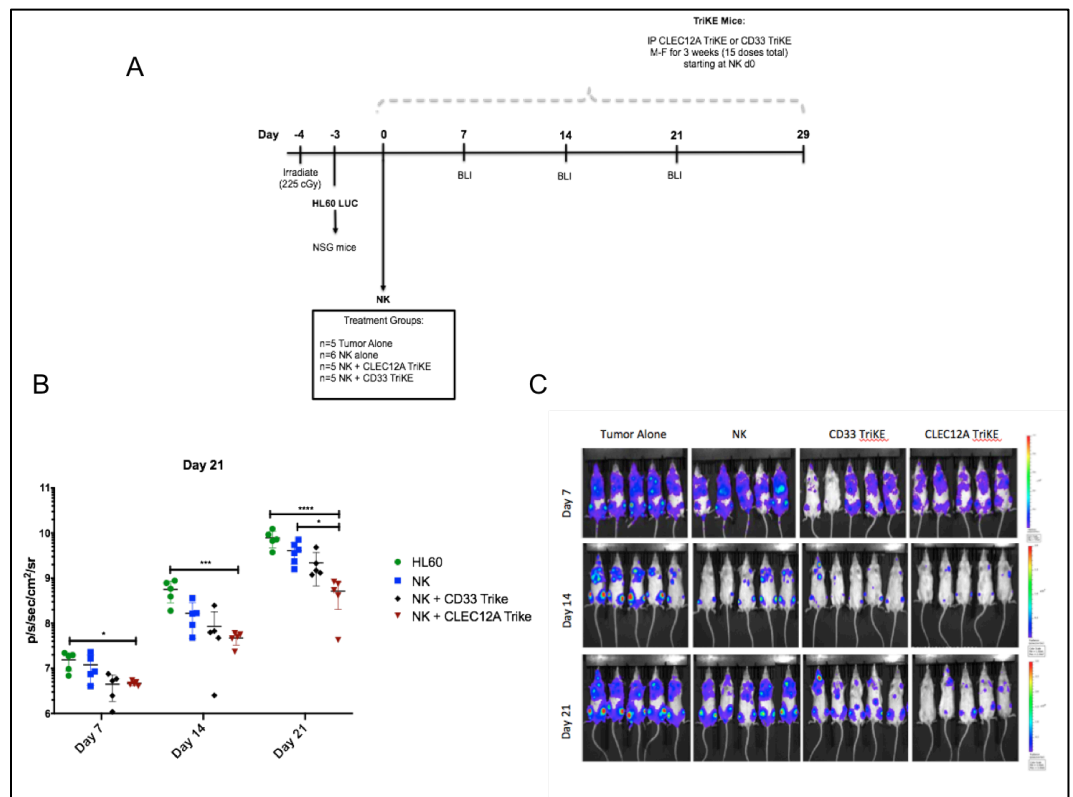 A
TriKE Mice:
IP CLEC12A TriKE or CD33 TriKE
M-F for 3 weeks (15 doses total)
starting at NK d0
Day -4 -3 0 7 14 21 29
Irradiate
(225 cGy)
BLI BLI BLI
HL60 LUC
NSG mice
NK
Treatment Groups:
n=5 Tumor Alone
n=6 NK alone
n=5 NK + CLEC12A TriKE
n=5 NK + CD33 TriKE
B
Day 21
p/s/sec/cm²/sr
11
10
9
8
7
6
* *** **** *
Day 7 Day 14 Day 21
HL60
NK
NK + CD33 Trike
NK + CLEC12A Trike
C
Tumor Alone NK CD33 TriKE CLEC12A TriKE
Day 7
Day 14
Day 21